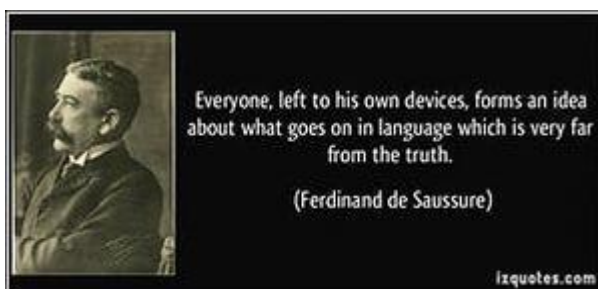 Everyone, left to his own devices, forms an idea
about what goes on in language which is very far
from the truth.
(Ferdinand de Saussure)
izquotes.com